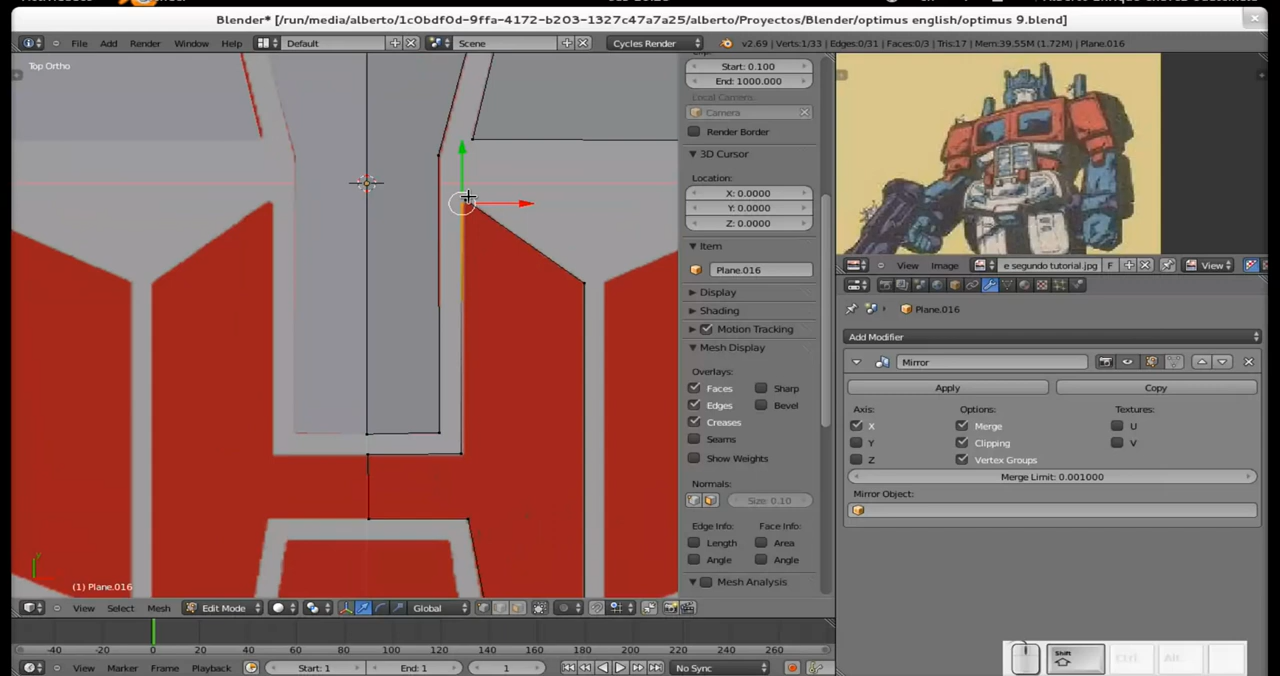 Blender* [/run/media/alberto/1c0bdf0d-9ffa-4172-b203-1327c47a7a25/alberto/Proyectos/Blender/optimus english/optimus 9.blend]
File Add Render Window Help Default Scene Cycles Render v2.69 | Verts:1/33 | Edges:0/31 | Faces:0/3 | Tris:17 | Mem:39.55M (1.72M) | Plane.016
Top Ortho
Start: 0.100
End: 1000.000
Local Camera:
Camera
Render Border
3D Cursor
Location:
X: 0.0000
Y: 0.0000
Z: 0.0000
Item
Plane.016
Display
Shading
Motion Tracking
Mesh Display
Overlays:
Faces Sharp
Edges Bevel
Creases
Seams
Show Weights
Normals:
Size: 0.10
Edge Info: Face Info:
Length Area
Angle Angle
Mesh Analysis
y
(1) Plane.016
View Select Mesh Edit Mode Global
View Image e segundo tutorial.jpg F View
Plane.016
Add Modifier
Mirror
Apply Copy
Axis: Options: Textures:
X Merge U
Y Clipping V
Z Vertex Groups
Merge Limit: 0.001000
Mirror Object:
-40 -20 0 20 40 60 80 100 120 140 160 180 200 220 240 260
View Marker Frame Playback Start: 1 End: 1 1 No Sync
Shift Ctrl Alt